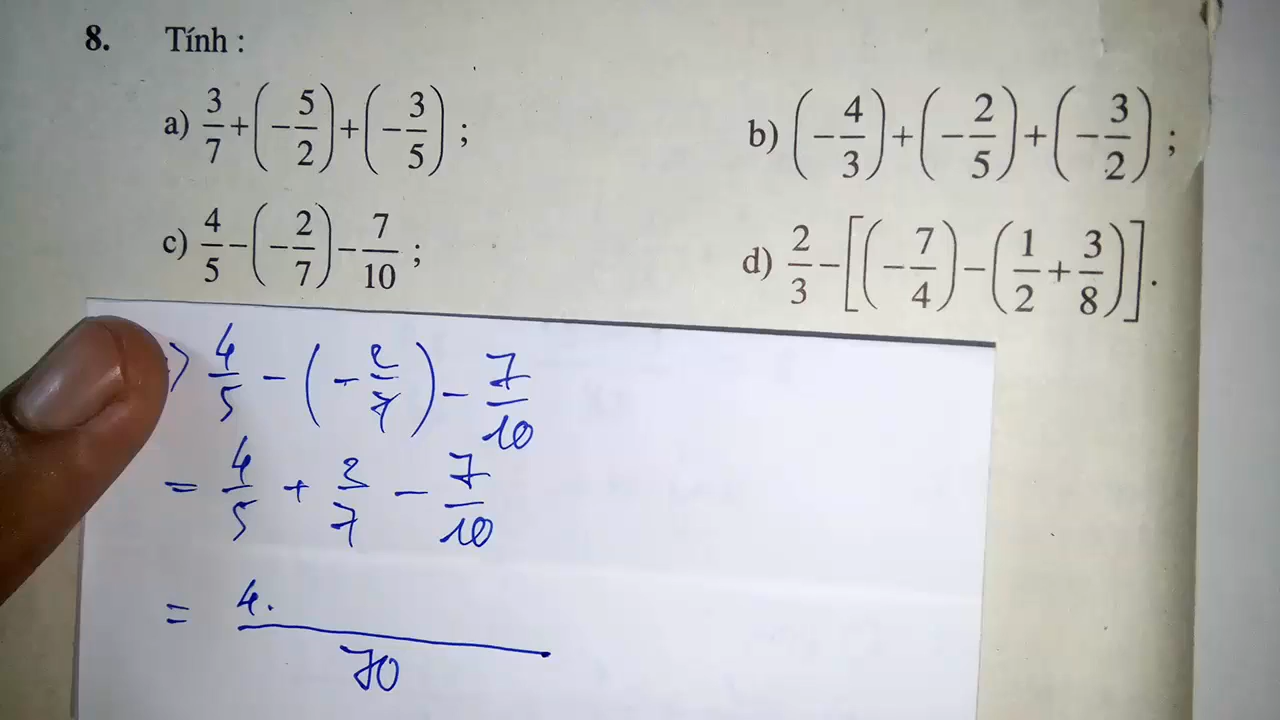 8. Tính :
a) 3/7 + (-5/2) + (-3/5) ;
b) (-4/3) + (-2/5) + (-3/2) ;
c) 4/5 - (-2/7) - 7/10 ;
d) 2/3 - [(-7/4) - (1/2 + 3/8)] .
) 4/5 - (-2/7) - 7/10
= 4/5 + 2/7 - 7/10
= 4. / 70